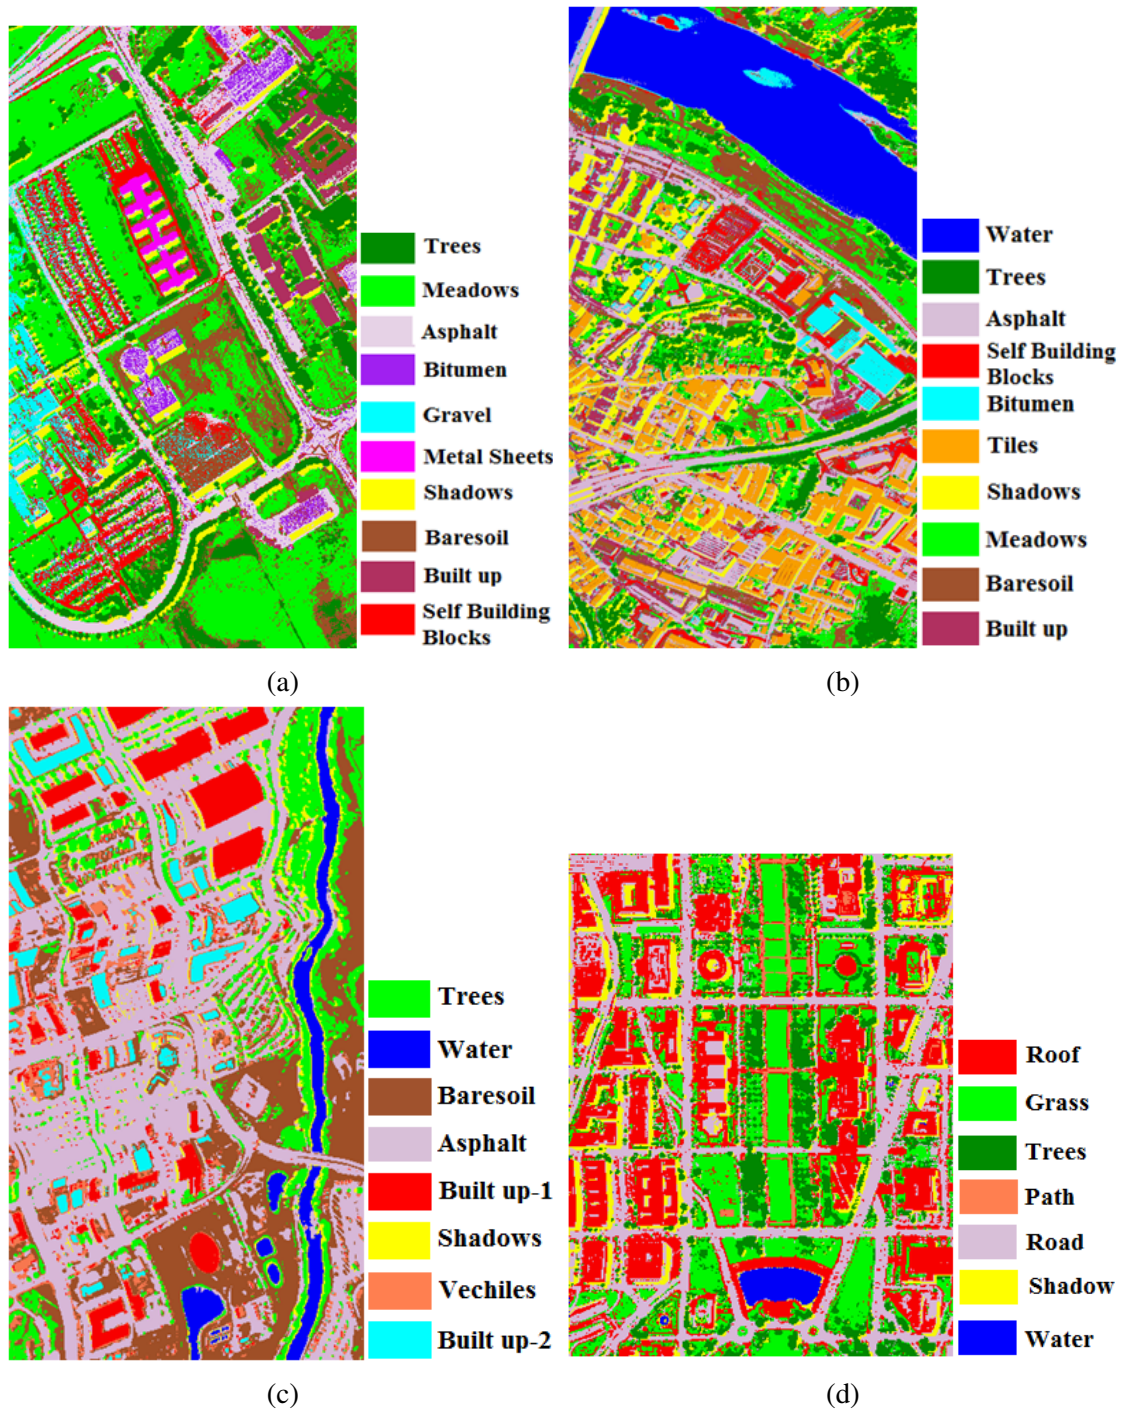 Trees
Meadows
Asphalt
Bitumen
Gravel
Metal Sheets
Shadows
Baresoil
Built up
Self Building
Blocks
(a)
Water
Trees
Asphalt
Self Building
Blocks
Bitumen
Tiles
Shadows
Meadows
Baresoil
Built up
(b)
Trees
Water
Baresoil
Asphalt
Built up-1
Shadows
Vechiles
Built up-2
(c)
Roof
Grass
Trees
Path
Road
Shadow
Water
(d)